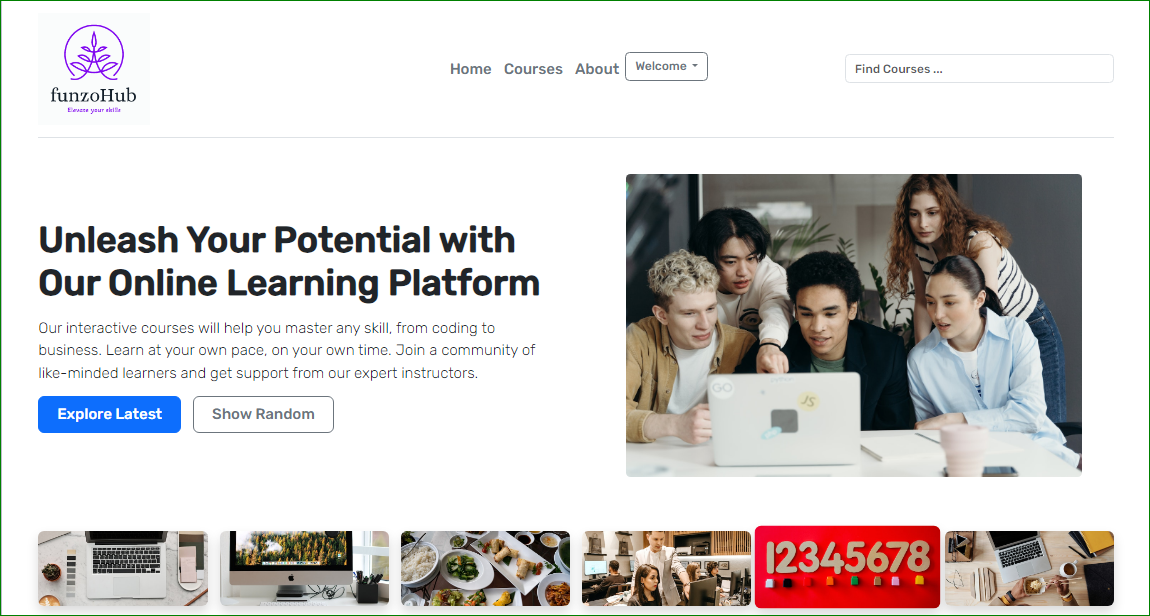 funzoHub
Elevate your skills
Home Courses About Welcome
Find Courses ...
Unleash Your Potential with
Our Online Learning Platform
Our interactive courses will help you master any skill, from coding to
business. Learn at your own pace, on your own time. Join a community of
like-minded learners and get support from our expert instructors.
Explore Latest Show Random
GO
JS
12345678